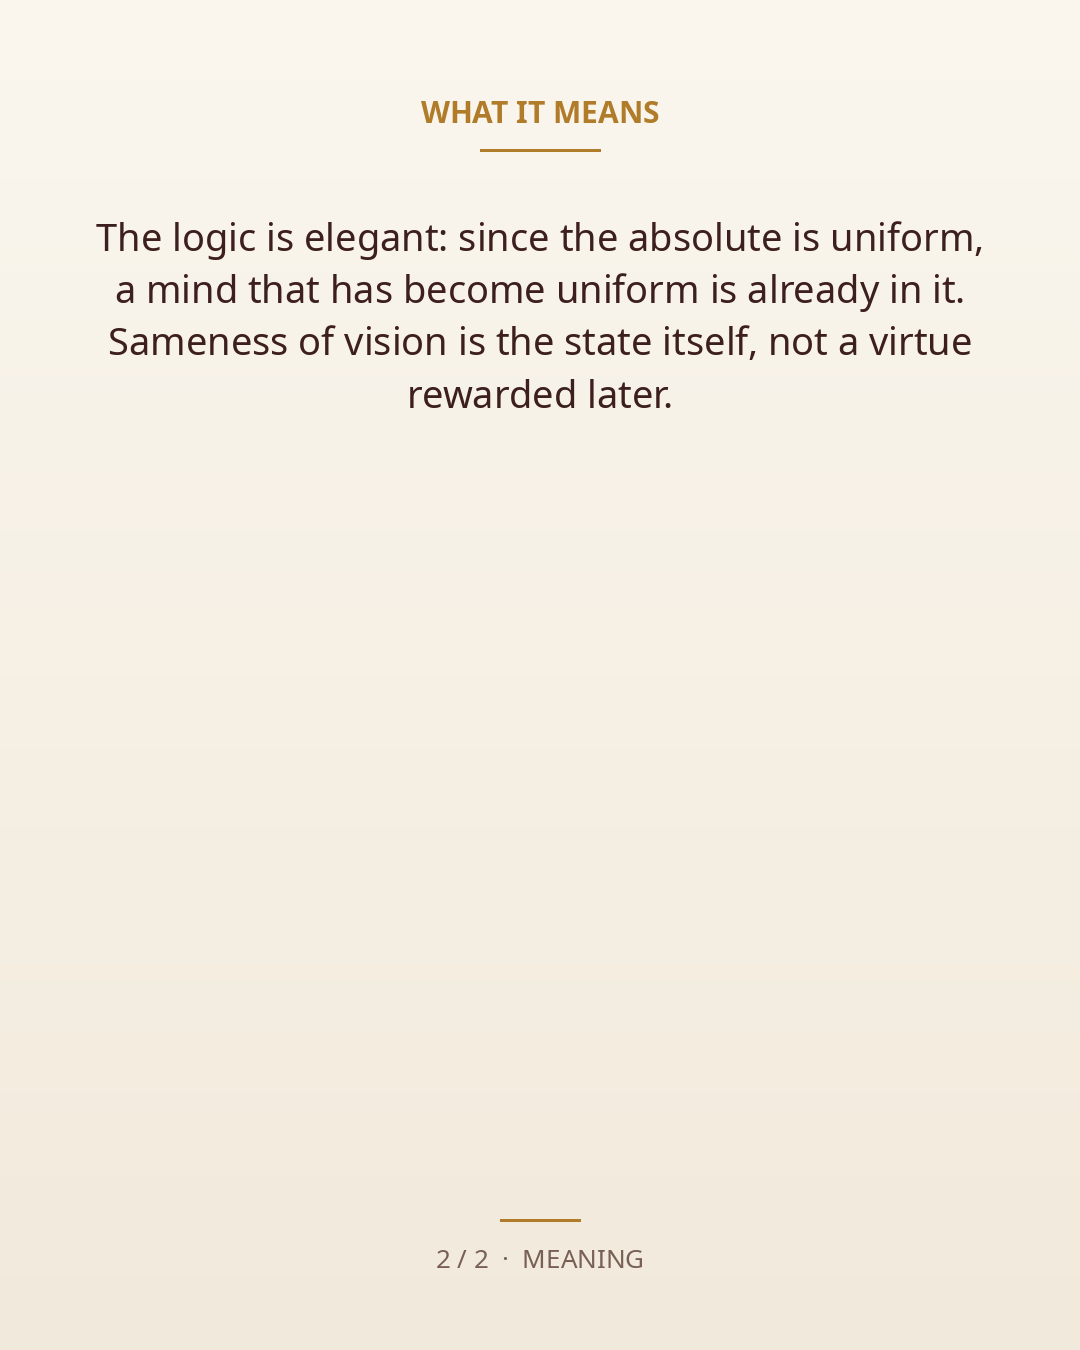 WHAT IT MEANS
The logic is elegant: since the absolute is uniform,
a mind that has become uniform is already in it.
Sameness of vision is the state itself, not a virtue
rewarded later.
2 / 2 · MEANING